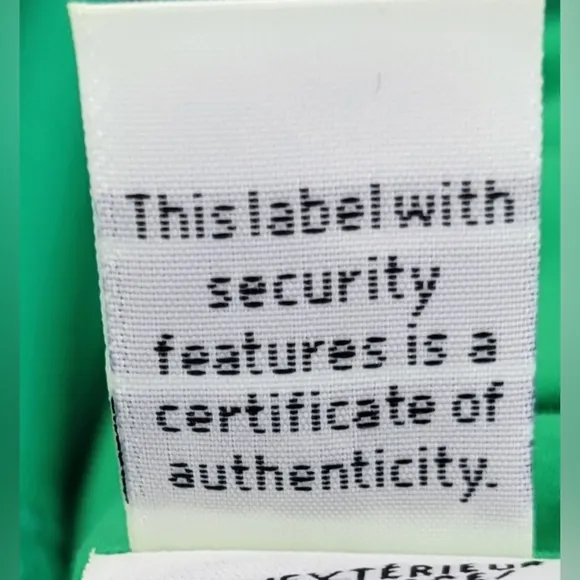 This label with
security
features is a
certificate of
authenticity.